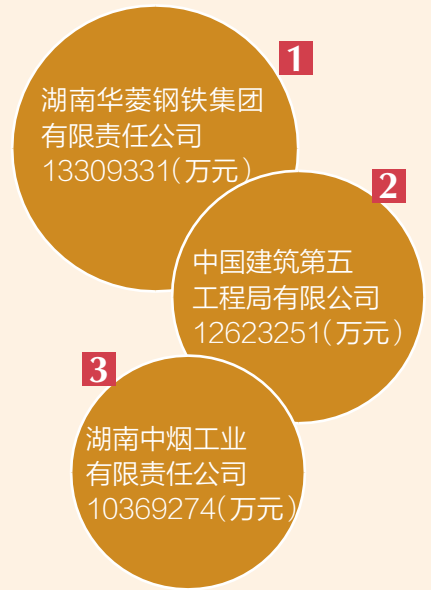 1
湖南华菱钢铁集团
有限责任公司
13309331(万元)
2
中国建筑第五
工程局有限公司
12623251(万元)
3
湖南中烟工业
有限责任公司
10369274(万元)